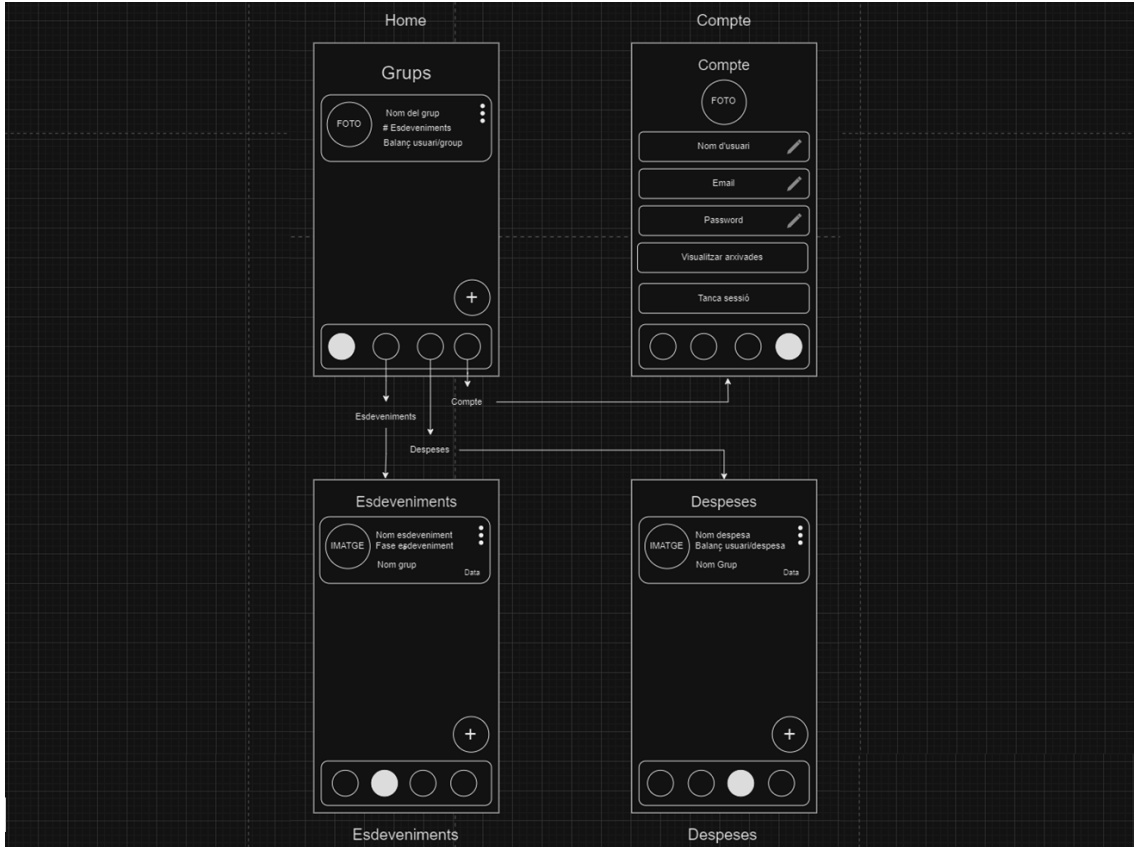 Home
Grups
FOTO
Nom del grup
# Esdeveniments
Balanç usuari/group
+
Compte
Compte
FOTO
Nom d'usuari
Email
Password
Visualitzar arxivades
Tanca sessió
Compte
Esdeveniments
Despeses
Esdeveniments
IMATGE
Nom esdeveniment
Fase esdeveniment
Nom grup
Data
+
Esdeveniments
Despeses
IMATGE
Nom despesa
Balanç usuari/despesa
Nom Grup
Data
+
Despeses